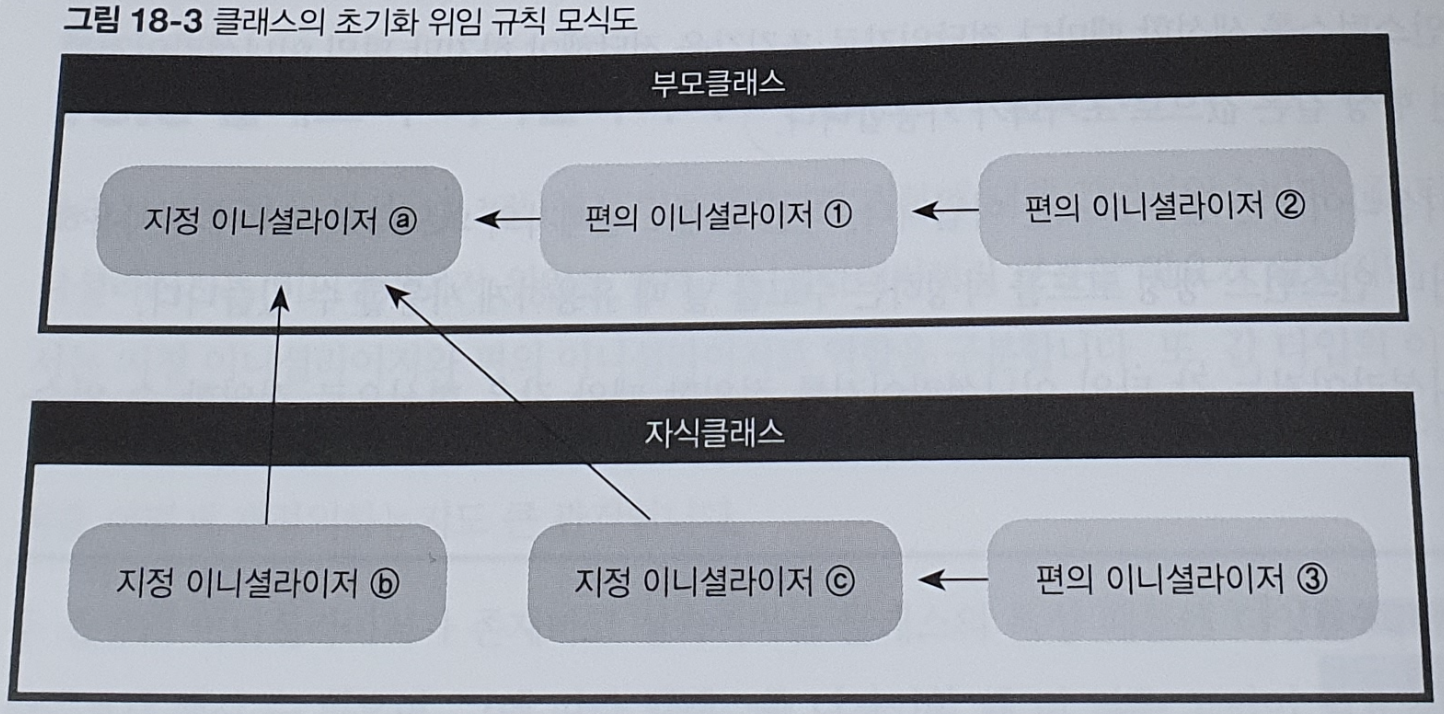 그림 18-3 클래스의 초기화 위임 규칙 모식도
부모클래스
지정 이니셜라이저 ⓐ
편의 이니셜라이저 ①
편의 이니셜라이저 ②
자식클래스
지정 이니셜라이저 ⓑ
지정 이니셜라이저 ⓒ
편의 이니셜라이저 ③